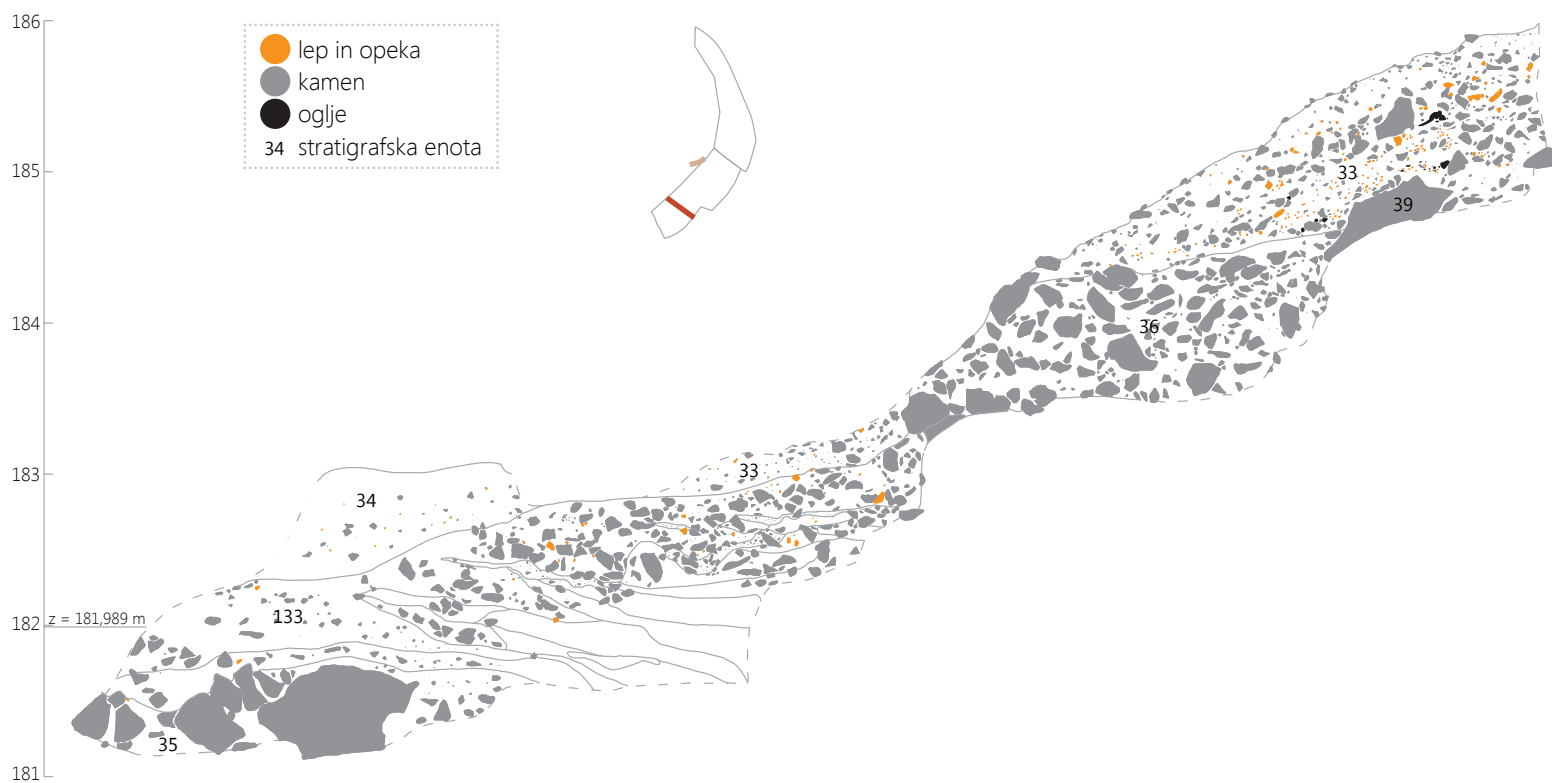 186
lep in opeka
kamen
oglje
34 stratigrafska enota
185
33
39
184
36
183
33
34
z = 181,989 m
182
133
35
181